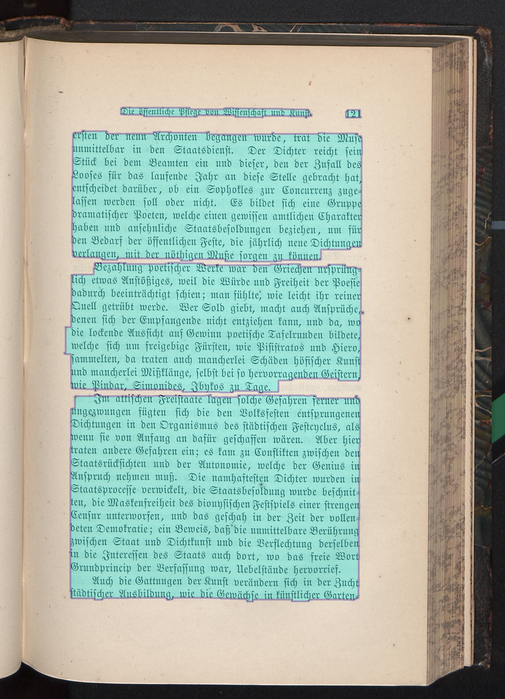 Die öffentliche Pflege von Wissenschaft und Kunst. 121
ersten der neun Archonten begangen wurde, trat die Muse
unmittelbar in den Staatsdienst. Der Dichter reicht sein
Stück bei dem Beamten ein und dieser, den der Zufall des
Looses für das laufende Jahr an diese Stelle gebracht hat,
entscheidet darüber, ob ein Sophokles zur Concurrenz zuge-
lassen werden soll oder nicht. Es bildet sich eine Gruppe
dramatischer Poeten, welche einen gewissen amtlichen Charakter
haben und ansehnliche Staatsbesoldungen beziehen, um für
den Bedarf der öffentlichen Feste, die jährlich neue Dichtungen
verlangen, mit der nöthigen Muße sorgen zu können.
Bezahlung poetischer Werke war den Griechen ursprüng-
lich etwas Anstößiges, weil die Würde und Freiheit der Poesie
dadurch beeinträchtigt schien; man fühlte, wie leicht ihr reiner
Quell getrübt werde. Wer Sold giebt, macht auch Ansprüche,
denen sich der Empfangende nicht entziehen kann, und da, wo
die lockende Aussicht auf Gewinn poetische Tafelrunden bildete,
welche sich um freigebige Fürsten, wie Pisistratos und Hiero,
sammelten, da traten auch mancherlei Schäden höfischer Kunst
und mancherlei Mißklänge, selbst bei so hervorragenden Geistern,
wie Pindar, Simonides, Ibykos zu Tage.
Im attischen Freistaate lagen solche Gefahren ferner und
ungezwungen fügten sich die den Volksfesten entsprungenen
Dichtungen in den Organismus des städtischen Festcyclus, als
wenn sie von Anfang an dafür geschaffen wären. Aber hier
traten andere Gefahren ein; es kam zu Conflikten zwischen den
Staatsrücksichten und der Autonomie, welche der Genius in
Anspruch nehmen muß. Die namhaftesten Dichter wurden in
Staatsprocesse verwickelt, die Staatsbesoldung wurde beschnit-
ten, die Maskenfreiheit des dionysischen Festspiels einer strengen
Censur unterworfen, und das geschah in der Zeit der vollen-
deten Demokratie; ein Beweis, daß die unmittelbare Berührung
zwischen Staat und Dichtkunst und die Verflechtung derselben
in die Interessen des Staats auch dort, wo das freie Wort
Grundprincip der Verfassung war, Uebelstände hervorrief.
Auch die Gattungen der Kunst verändern sich in der Zucht
städtischer Ausbildung, wie die Gewächse in künstlicher Garten-